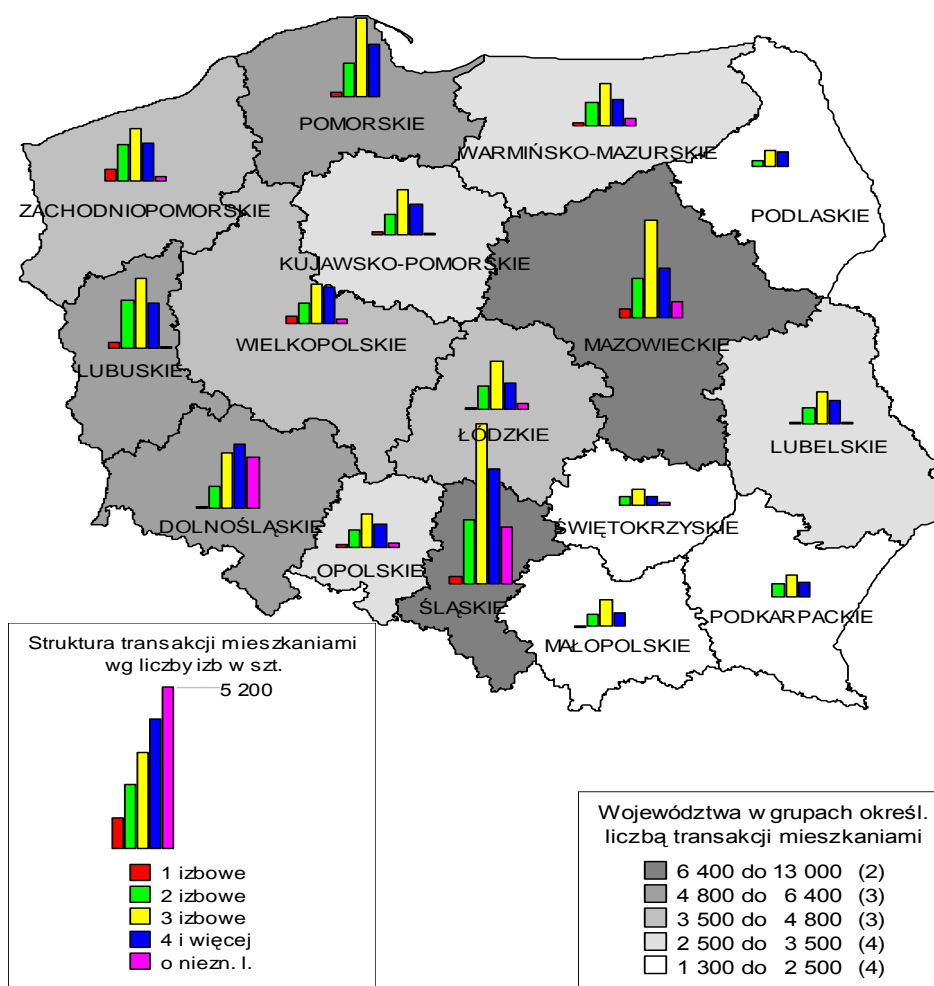 POMORSKIE
WARMIŃSKO-MAZURSKIE
ZACHODNIOPOMORSKIE
PODLASKIE
KUJAWSKO-POMORSKIE
WIELKOPOLSKIE
MAZOWIECKIE
LUBUSKIE
ŁÓDZKIE
LUBELSKIE
DOLNOŚLĄSKIE
ŚWIĘTOKRZYSKIE
OPOLSKIE
ŚLĄSKIE
PODKARPACKIE
MAŁOPOLSKIE
Struktura transakcji mieszkaniami
wg liczby izb w szt.
5 200
1 izbowe
2 izbowe
3 izbowe
4 i więcej
o niezn. l.
Województwa w grupach określ.
liczbą transakcji mieszkaniami
6 400 do 13 000 (2)
4 800 do 6 400 (3)
3 500 do 4 800 (3)
2 500 do 3 500 (4)
1 300 do 2 500 (4)